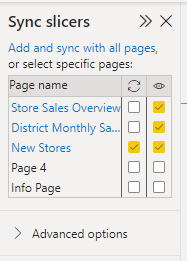 Sync slicers
Add and sync with all pages,
or select specific pages:
Page name
Store Sales Overview
District Monthly Sa...
New Stores
Page 4
Info Page
Advanced options